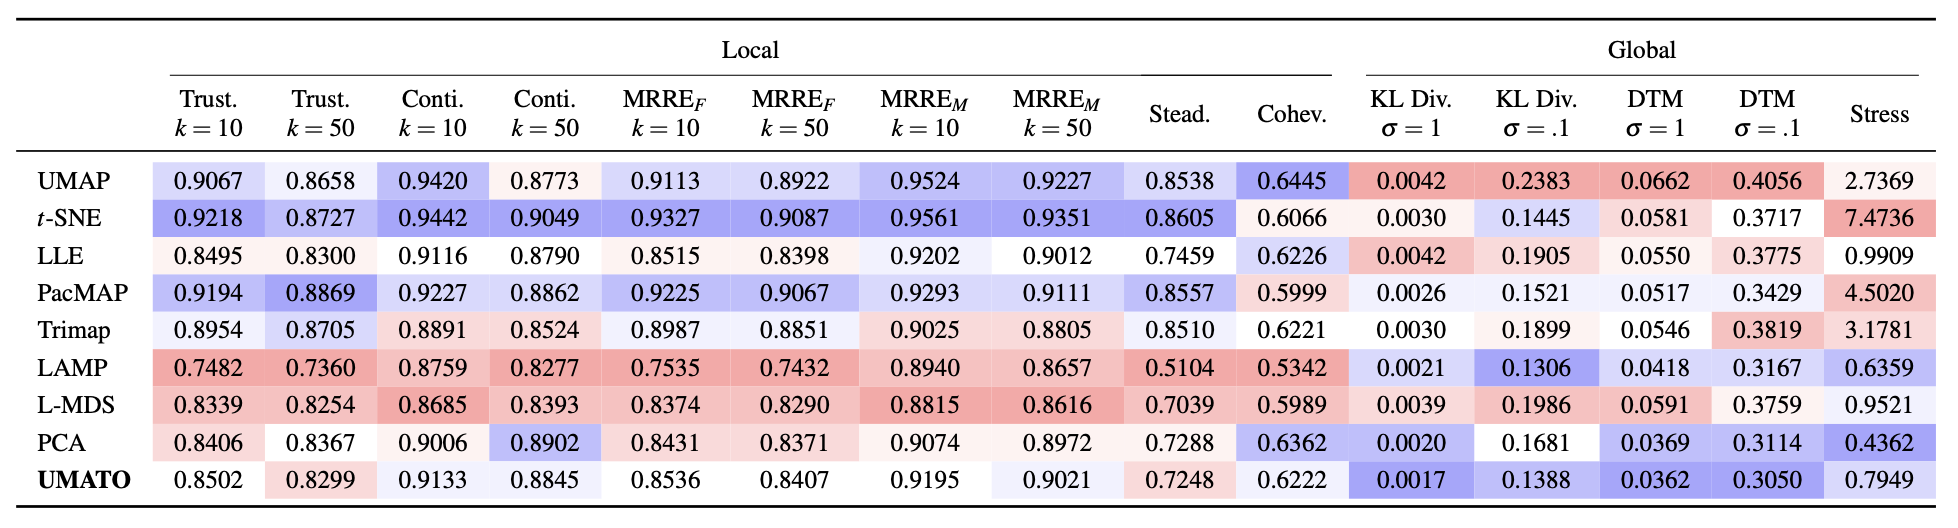 Local Global
Trust. Trust. Conti. Conti. MRRE_F MRRE_F MRRE_M MRRE_M Stead. Cohev. KL Div. KL Div. DTM DTM Stress
k = 10 k = 50 k = 10 k = 50 k = 10 k = 50 k = 10 k = 50 σ = 1 σ = .1 σ = 1 σ = .1
UMAP 0.9067 0.8658 0.9420 0.8773 0.9113 0.8922 0.9524 0.9227 0.8538 0.6445 0.0042 0.2383 0.0662 0.4056 2.7369
t-SNE 0.9218 0.8727 0.9442 0.9049 0.9327 0.9087 0.9561 0.9351 0.8605 0.6066 0.0030 0.1445 0.0581 0.3717 7.4736
LLE 0.8495 0.8300 0.9116 0.8790 0.8515 0.8398 0.9202 0.9012 0.7459 0.6226 0.0042 0.1905 0.0550 0.3775 0.9909
PacMAP 0.9194 0.8869 0.9227 0.8862 0.9225 0.9067 0.9293 0.9111 0.8557 0.5999 0.0026 0.1521 0.0517 0.3429 4.5020
Trimap 0.8954 0.8705 0.8891 0.8524 0.8987 0.8851 0.9025 0.8805 0.8510 0.6221 0.0030 0.1899 0.0546 0.3819 3.1781
LAMP 0.7482 0.7360 0.8759 0.8277 0.7535 0.7432 0.8940 0.8657 0.5104 0.5342 0.0021 0.1306 0.0418 0.3167 0.6359
L-MDS 0.8339 0.8254 0.8685 0.8393 0.8374 0.8290 0.8815 0.8616 0.7039 0.5989 0.0039 0.1986 0.0591 0.3759 0.9521
PCA 0.8406 0.8367 0.9006 0.8902 0.8431 0.8371 0.9074 0.8972 0.7288 0.6362 0.0020 0.1681 0.0369 0.3114 0.4362
UMATO 0.8502 0.8299 0.9133 0.8845 0.8536 0.8407 0.9195 0.9021 0.7248 0.6222 0.0017 0.1388 0.0362 0.3050 0.7949